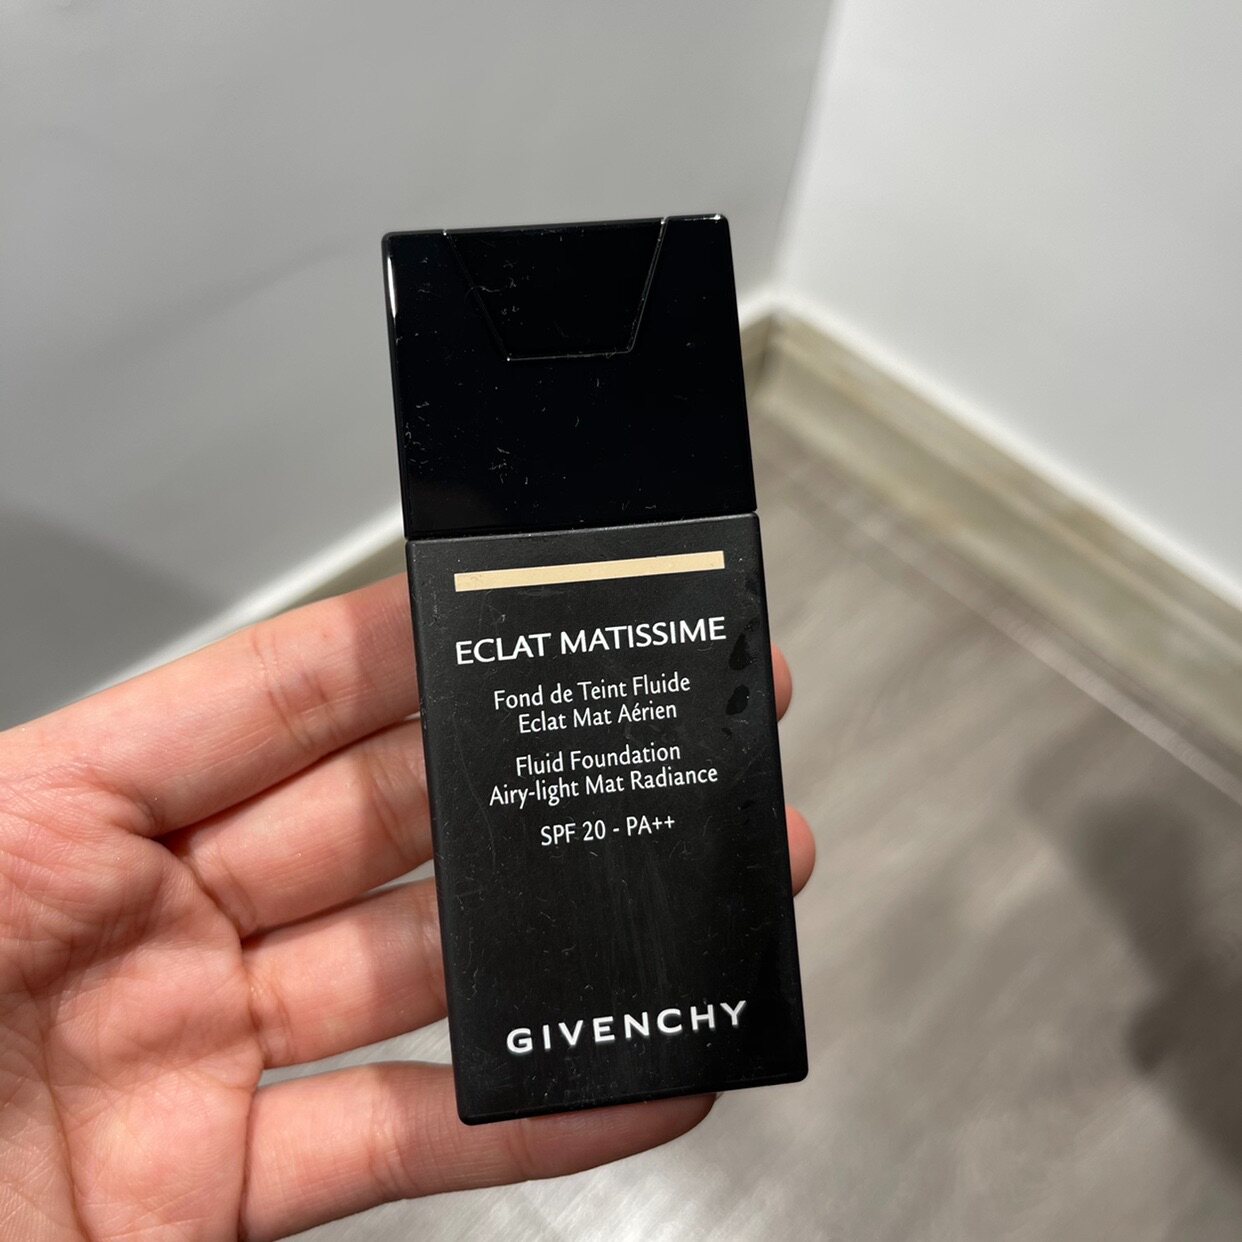 ECLAT MATISSIME
Fond de Teint Fluide
Eclat Mat Aérien
Fluid Foundation
Airy-light Mat Radiance
SPF 20 - PA++
GIVENCHY